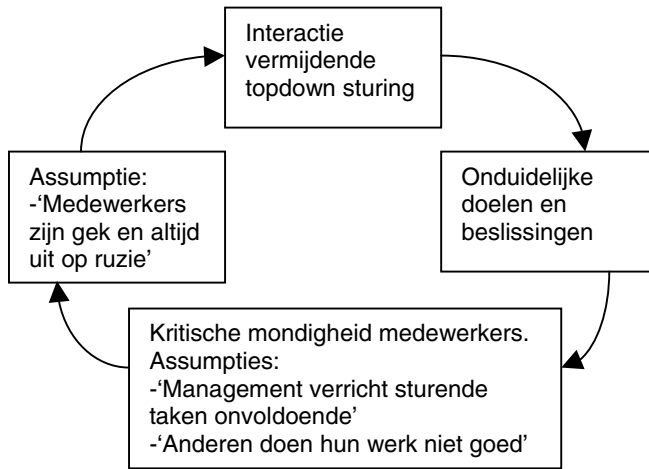 Interactie
vermijdende
topdown sturing
Assumptie:
-‘Medewerkers
zijn gek en altijd
uit op ruzie’
Onduidelijke
doelen en
beslissingen
Kritische mondigheid medewerkers.
Assumpties:
-‘Management verricht sturende
taken onvoldoende’
-‘Anderen doen hun werk niet goed’